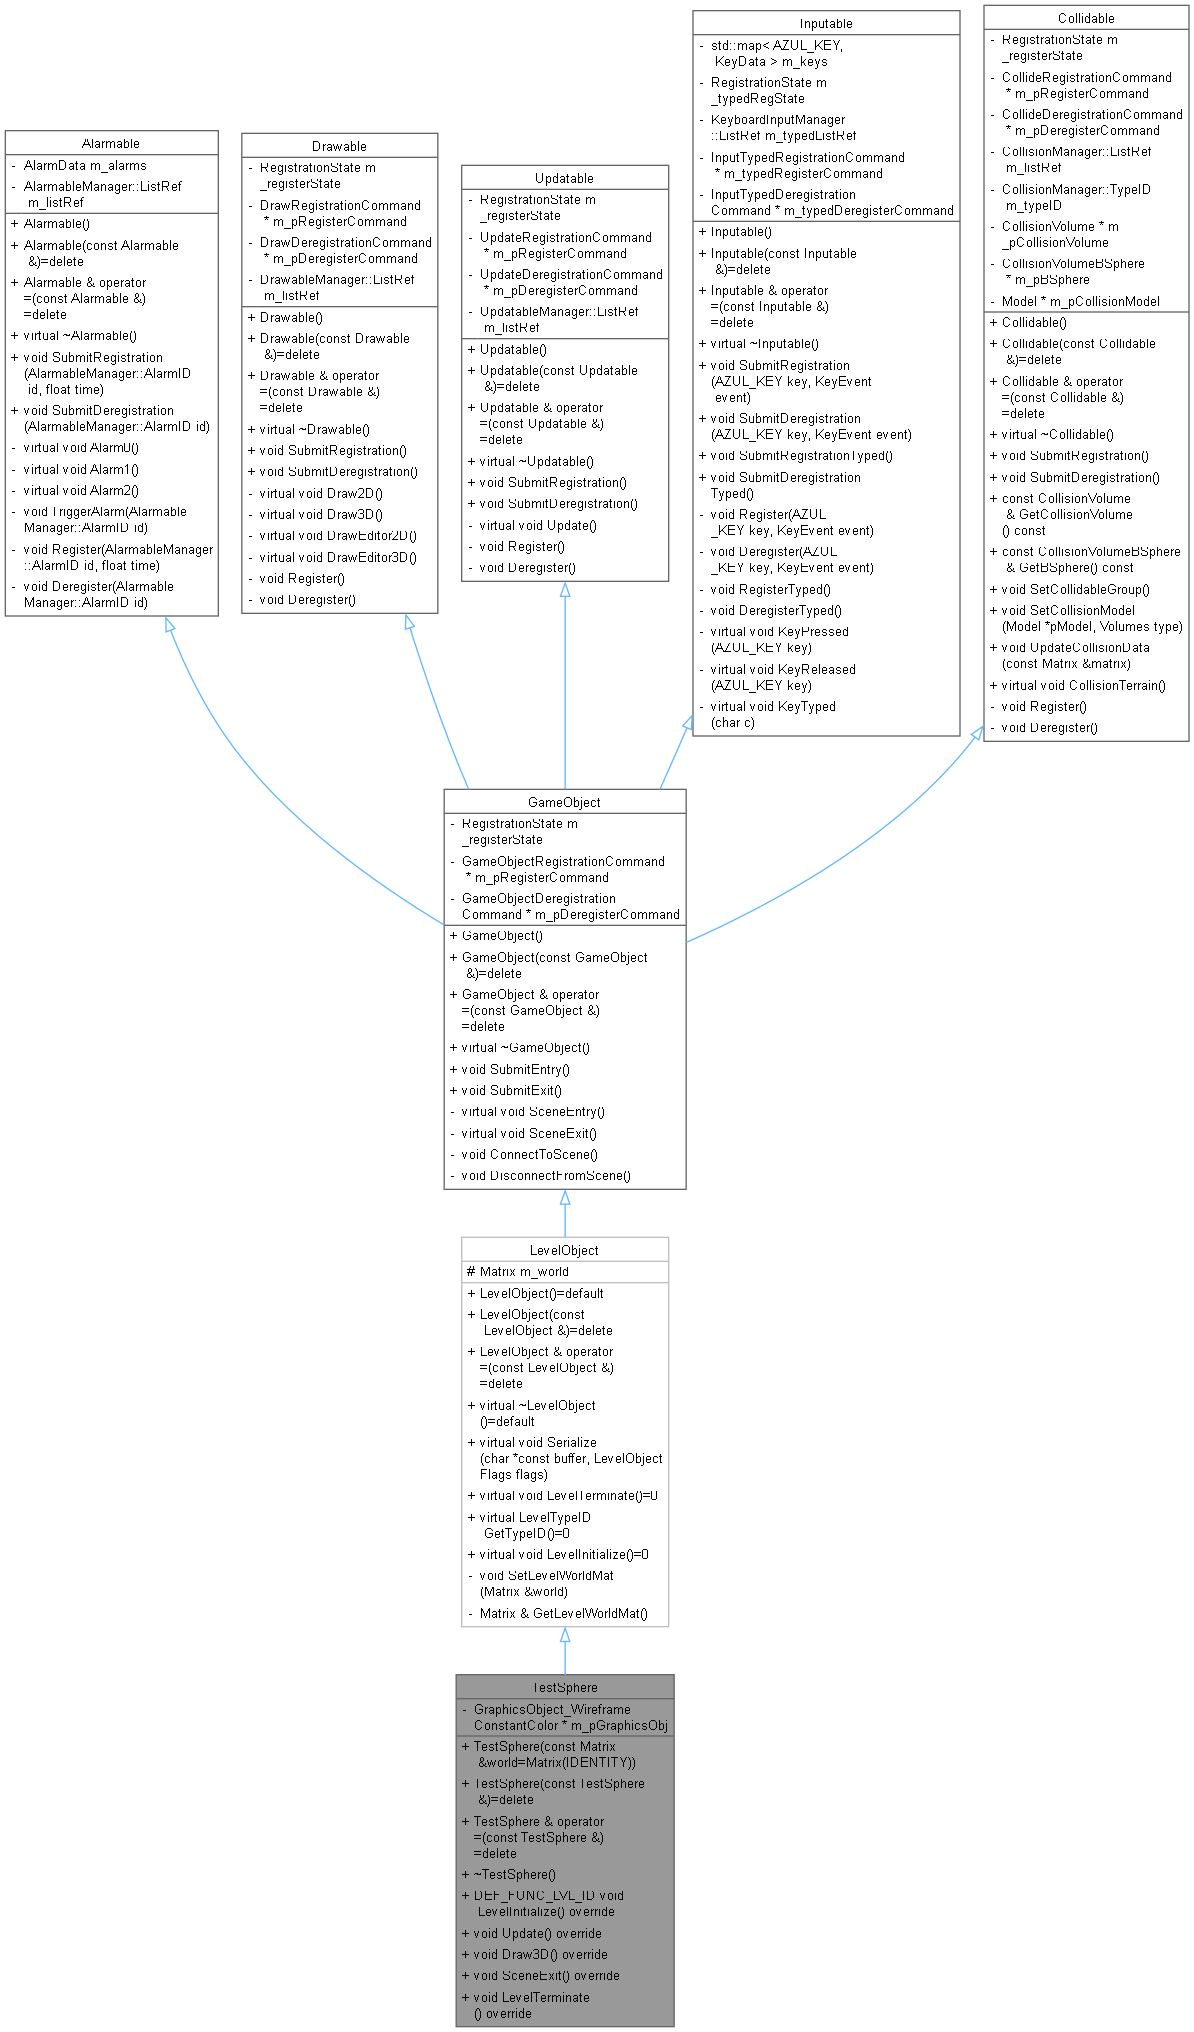 Alarmable
- AlarmData m_alarms
- AlarmableManager::ListRef
m_listRef
+ Alarmable()
+ Alarmable(const Alarmable
&)=delete
+ Alarmable & operator
=(const Alarmable &)
=delete
+ virtual ~Alarmable()
+ void SubmitRegistration
(AlarmableManager::AlarmID
id, float time)
+ void SubmitDeregistration
(AlarmableManager::AlarmID id)
- virtual void Alarm0()
- virtual void Alarm1()
- virtual void Alarm2()
- void TriggerAlarm(Alarmable
Manager::AlarmID id)
- void Register(AlarmableManager
::AlarmID id, float time)
- void Deregister(Alarmable
Manager::AlarmID id)
Drawable
- RegistrationState m
_registerState
- DrawRegistrationCommand
* m_pRegisterCommand
- DrawDeregistrationCommand
* m_pDeregisterCommand
- DrawableManager::ListRef
m_listRef
+ Drawable()
+ Drawable(const Drawable
&)=delete
+ Drawable & operator
=(const Drawable &)
=delete
+ virtual ~Drawable()
+ void SubmitRegistration()
+ void SubmitDeregistration()
- virtual void Draw2D()
- virtual void Draw3D()
- virtual void DrawEditor2D()
- virtual void DrawEditor3D()
- void Register()
- void Deregister()
Updatable
- RegistrationState m
_registerState
- UpdateRegistrationCommand
* m_pRegisterCommand
- UpdateDeregistrationCommand
* m_pDeregisterCommand
- UpdatableManager::ListRef
m_listRef
+ Updatable()
+ Updatable(const Updatable
&)=delete
+ Updatable & operator
=(const Updatable &)
=delete
+ virtual ~Updatable()
+ void SubmitRegistration()
+ void SubmitDeregistration()
- virtual void Update()
- void Register()
- void Deregister()
Inputable
- std::map< AZUL_KEY,
KeyData > m_keys
- RegistrationState m
_typedRegState
- KeyboardInputManager
::ListRef m_typedListRef
- InputTypedRegistrationCommand
* m_typedRegisterCommand
- InputTypedDeregistration
Command * m_typedDeregisterCommand
+ Inputable()
+ Inputable(const Inputable
&)=delete
+ Inputable & operator
=(const Inputable &)
=delete
+ virtual ~Inputable()
+ void SubmitRegistration
(AZUL_KEY key, KeyEvent
event)
+ void SubmitDeregistration
(AZUL_KEY key, KeyEvent event)
+ void SubmitRegistrationTyped()
+ void SubmitDeregistration
Typed()
- void Register(AZUL
_KEY key, KeyEvent event)
- void Deregister(AZUL
_KEY key, KeyEvent event)
- void RegisterTyped()
- void DeregisterTyped()
- virtual void KeyPressed
(AZUL_KEY key)
- virtual void KeyReleased
(AZUL_KEY key)
- virtual void KeyTyped
(char c)
Collidable
- RegistrationState m
_registerState
- CollideRegistrationCommand
* m_pRegisterCommand
- CollideDeregistrationCommand
* m_pDeregisterCommand
- CollisionManager::ListRef
m_listRef
- CollisionManager::TypeID
m_typeID
- CollisionVolume * m
_pCollisionVolume
- CollisionVolumeBSphere
* m_pBSphere
- Model * m_pCollisionModel
+ Collidable()
+ Collidable(const Collidable
&)=delete
+ Collidable & operator
=(const Collidable &)
=delete
+ virtual ~Collidable()
+ void SubmitRegistration()
+ void SubmitDeregistration()
+ const CollisionVolume
& GetCollisionVolume
() const
+ const CollisionVolumeBSphere
& GetBSphere() const
+ void SetCollidableGroup()
+ void SetCollisionModel
(Model *pModel, Volumes type)
+ void UpdateCollisionData
(const Matrix &matrix)
+ virtual void CollisionTerrain()
- void Register()
- void Deregister()
GameObject
- RegistrationState m
_registerState
- GameObjectRegistrationCommand
* m_pRegisterCommand
- GameObjectDeregistration
Command * m_pDeregisterCommand
+ GameObject()
+ GameObject(const GameObject
&)=delete
+ GameObject & operator
=(const GameObject &)
=delete
+ virtual ~GameObject()
+ void SubmitEntry()
+ void SubmitExit()
- virtual void SceneEntry()
- virtual void SceneExit()
- void ConnectToScene()
- void DisconnectFromScene()
LevelObject
# Matrix m_world
+ LevelObject()=default
+ LevelObject(const
LevelObject &)=delete
+ LevelObject & operator
=(const LevelObject &)
=delete
+ virtual ~LevelObject
()=default
+ virtual void Serialize
(char *const buffer, LevelObject
Flags flags)
+ virtual void LevelTerminate()=0
+ virtual LevelTypeID
GetTypeID()=0
+ virtual void LevelInitialize()=0
- void SetLevelWorldMat
(Matrix &world)
- Matrix & GetLevelWorldMat()
TestSphere
- GraphicsObject_Wireframe
ConstantColor * m_pGraphicsObj
+ TestSphere(const Matrix
&world=Matrix(IDENTITY))
+ TestSphere(const TestSphere
&)=delete
+ TestSphere & operator
=(const TestSphere &)
=delete
+ ~TestSphere()
+ DEF_FUNC_LVL_ID void
LevelInitialize() override
+ void Update() override
+ void Draw3D() override
+ void SceneExit() override
+ void LevelTerminate
() override